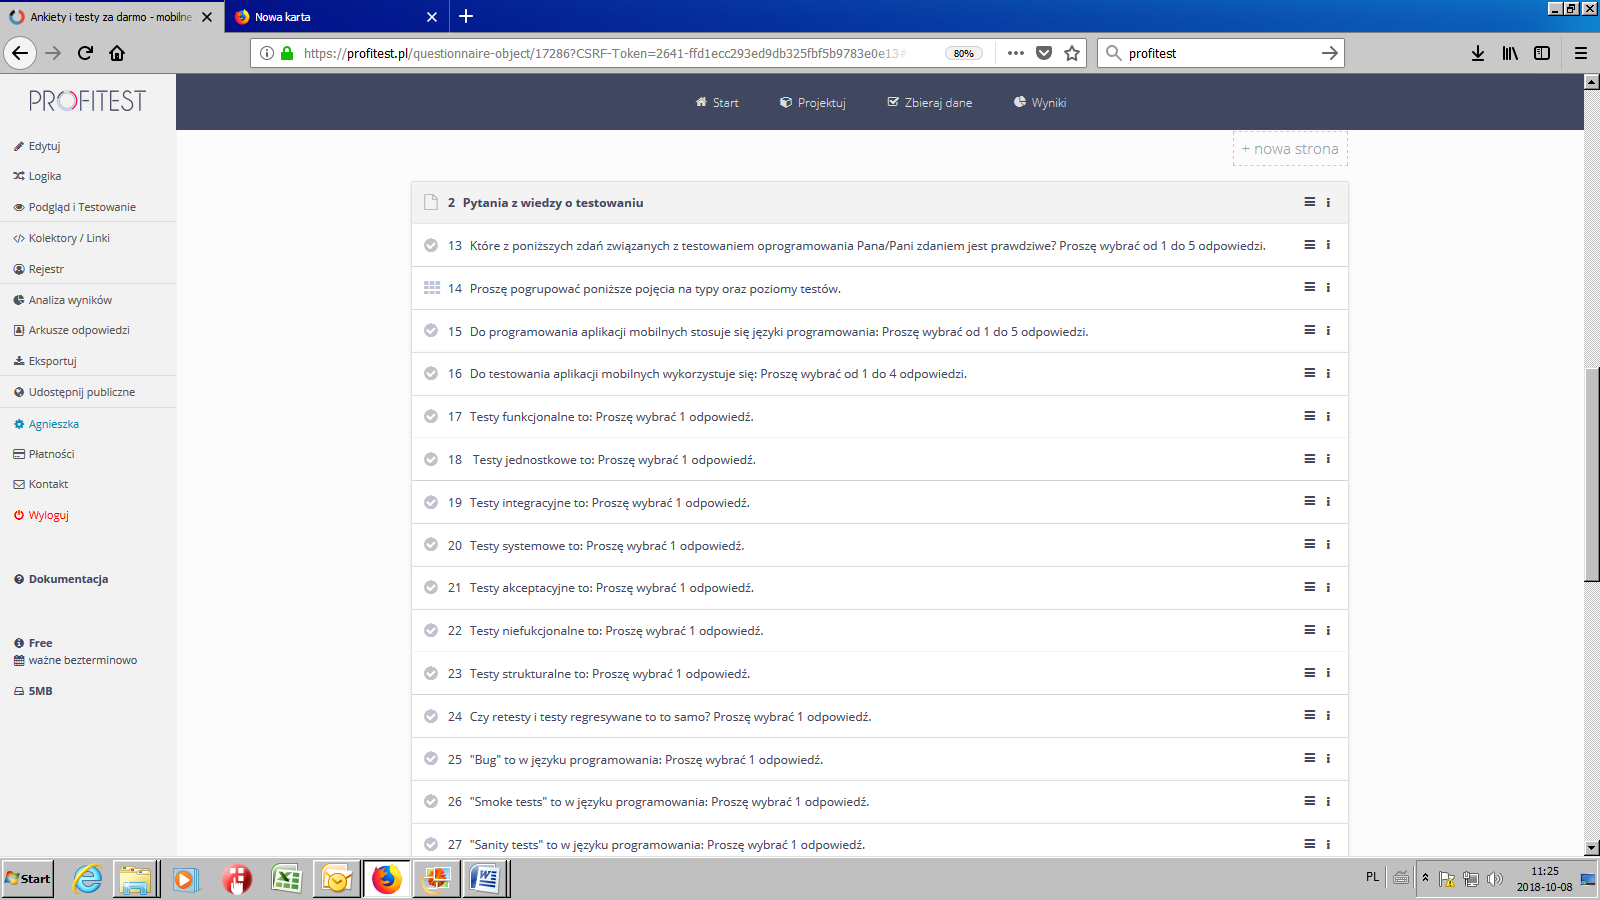 Ankiety i testy za darmo - mobilne
Nowa karta
https://profitest.pl/questionnaire-object/17286?CSRF-Token=2641-ffd1ecc293ed9db325fbf5b9783e0e13#
80%
profitest
PROFITEST
Start
Projektuj
Zbieraj dane
Wyniki
Edytuj
Logika
Podgląd i Testowanie
Kolektory / Linki
Rejestr
Analiza wyników
Arkusze odpowiedzi
Eksportuj
Udostępnij publiczne
Agnieszka
Płatności
Kontakt
Wyloguj
Dokumentacja
Free
ważne bezterminowo
5MB
+ nowa strona
2 Pytania z wiedzy o testowaniu
13 Które z poniższych zdań związanych z testowaniem oprogramowania Pana/Pani zdaniem jest prawdziwe? Proszę wybrać od 1 do 5 odpowiedzi.
14 Proszę pogrupować poniższe pojęcia na typy oraz poziomy testów.
15 Do programowania aplikacji mobilnych stosuje się języki programowania: Proszę wybrać od 1 do 5 odpowiedzi.
16 Do testowania aplikacji mobilnych wykorzystuje się: Proszę wybrać od 1 do 4 odpowiedzi.
17 Testy funkcjonalne to: Proszę wybrać 1 odpowiedź.
18 Testy jednostkowe to: Proszę wybrać 1 odpowiedź.
19 Testy integracyjne to: Proszę wybrać 1 odpowiedź.
20 Testy systemowe to: Proszę wybrać 1 odpowiedź.
21 Testy akceptacyjne to: Proszę wybrać 1 odpowiedź.
22 Testy niefukcjonalne to: Proszę wybrać 1 odpowiedź.
23 Testy strukturalne to: Proszę wybrać 1 odpowiedź.
24 Czy retesty i testy regresywane to to samo? Proszę wybrać 1 odpowiedź.
25 "Bug" to w języku programowania: Proszę wybrać 1 odpowiedź.
26 "Smoke tests" to w języku programowania: Proszę wybrać 1 odpowiedź.
27 "Sanity tests" to w języku programowania: Proszę wybrać 1 odpowiedź.
Start
PL
11:25
2018-10-08